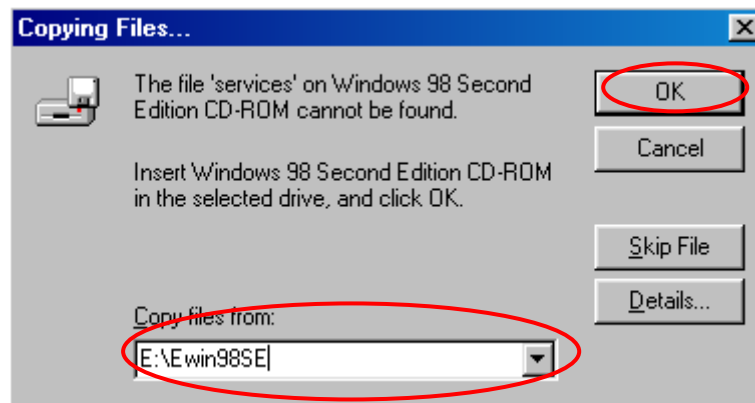 Copying Files...
The file 'services' on Windows 98 Second
Edition CD-ROM cannot be found.
Insert Windows 98 Second Edition CD-ROM
in the selected drive, and click OK.
Copy files from:
E:\Ewin98SE
OK
Cancel
Skip File
Details...